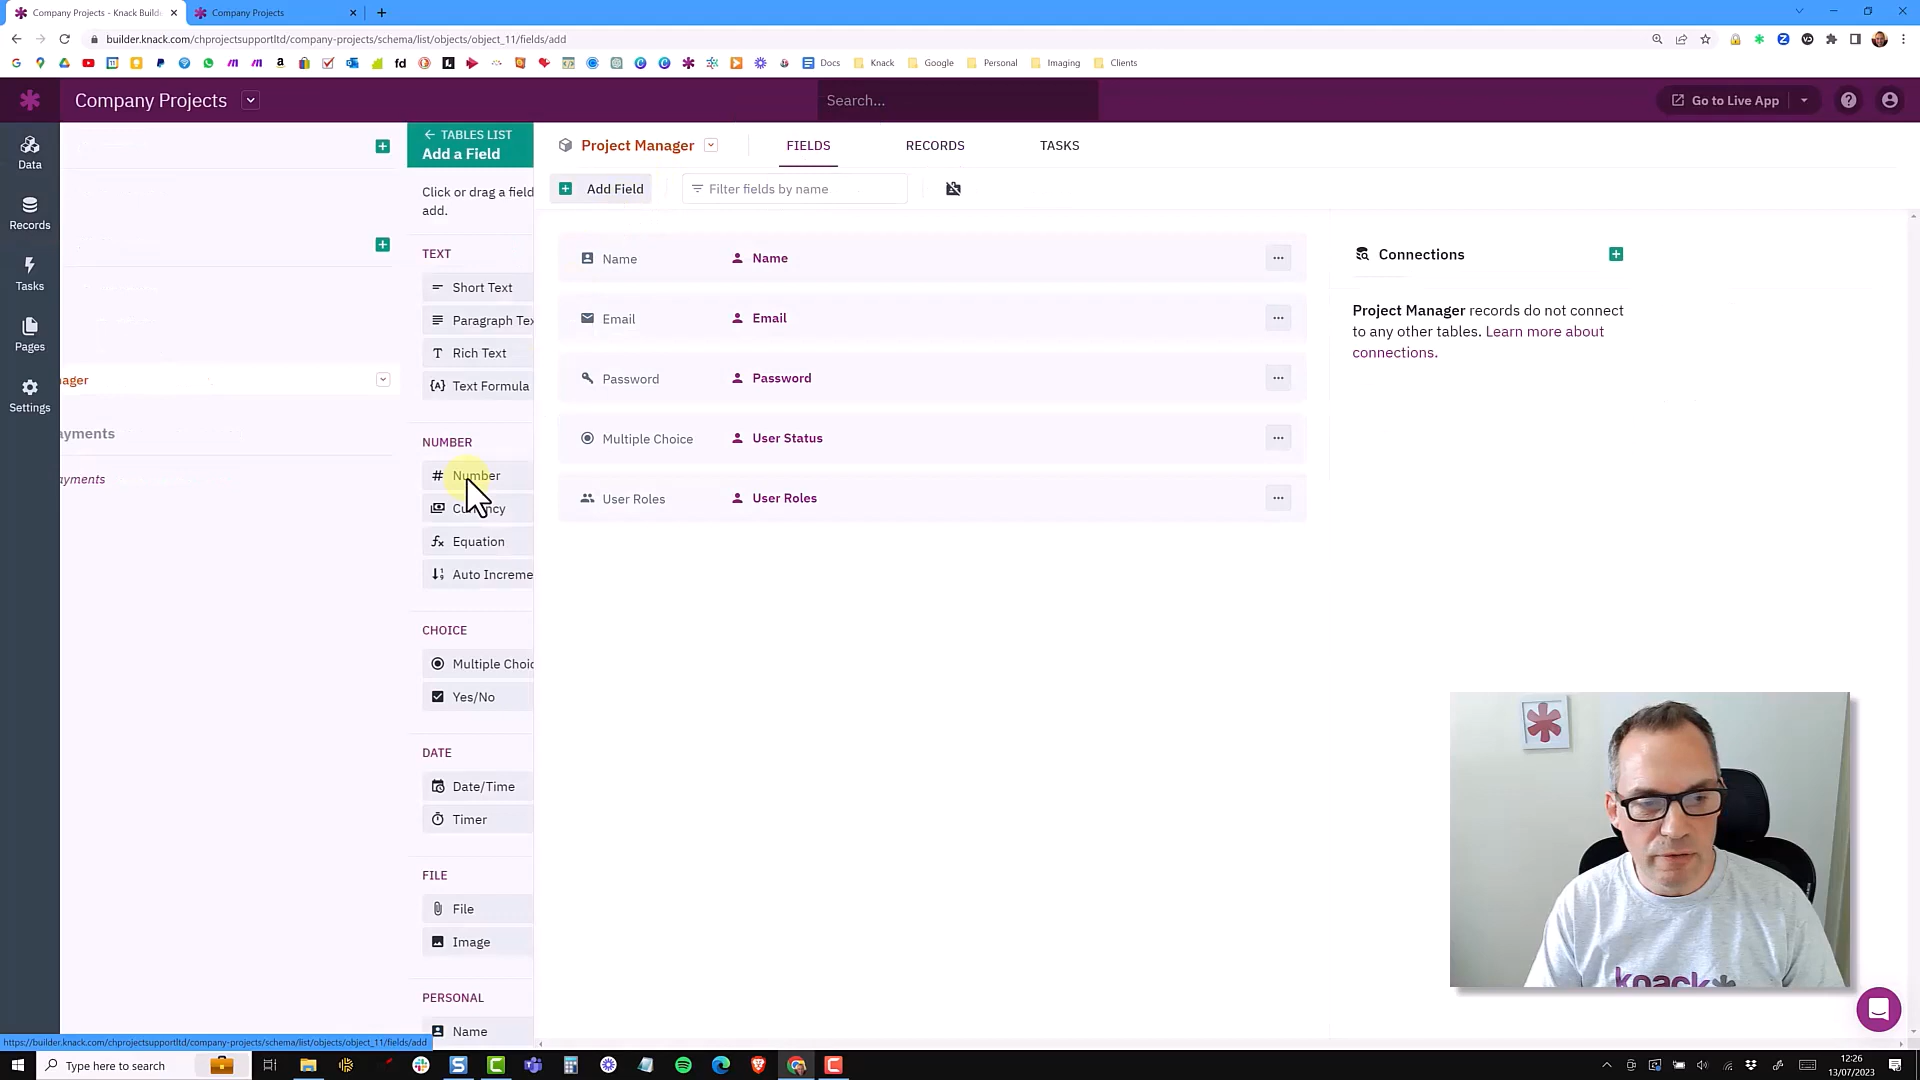 Company Projects - Knack Builde
Company Projects
builder.knack.com/chprojectsupportltd/company-projects/schema/list/objects/object_11/fields/add
fd
Docs
Knack
Google
Personal
Imaging
Clients
Company Projects
Search...
Go to Live App
Data
Records
Tasks
Pages
Settings
nager
ayments
ayments
← TABLES LIST
Add a Field
Click or drag a field
add.
TEXT
Short Text
Paragraph Tex
Rich Text
Text Formula
NUMBER
Number
Currency
Equation
Auto Increme
CHOICE
Multiple Choic
Yes/No
DATE
Date/Time
Timer
FILE
File
Image
PERSONAL
Name
Project Manager
FIELDS
RECORDS
TASKS
Add Field
Filter fields by name
Name
Name
Email
Email
Password
Password
Multiple Choice
User Status
User Roles
User Roles
Connections
Project Manager records do not connect
to any other tables. Learn more about
connections.
knack
https://builder.knack.com/chprojectsupportltd/company-projects/schema/list/objects/object_11/fields/add
Type here to search
12:26
13/07/2023